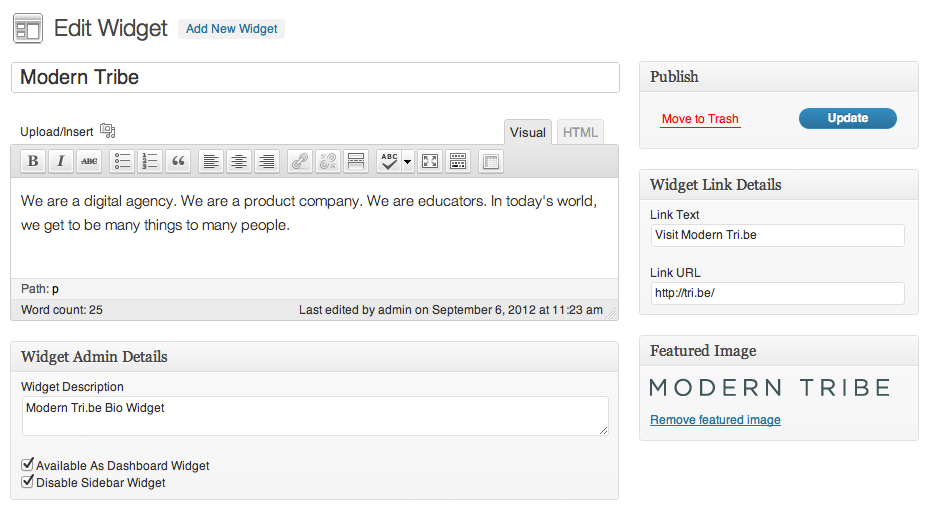 Edit Widget
Add New Widget
Modern Tribe
Upload/Insert
Visual
HTML
B I ABC 1 2 3 “ ABC
We are a digital agency. We are a product company. We are educators. In today's world,
we get to be many things to many people.
Path: p
Word count: 25
Last edited by admin on September 6, 2012 at 11:23 am
Widget Admin Details
Widget Description
Modern Tri.be Bio Widget
Available As Dashboard Widget
Disable Sidebar Widget
Publish
Move to Trash
Update
Widget Link Details
Link Text
Visit Modern Tri.be
Link URL
http://tri.be/
Featured Image
MODERN TRIBE
Remove featured image